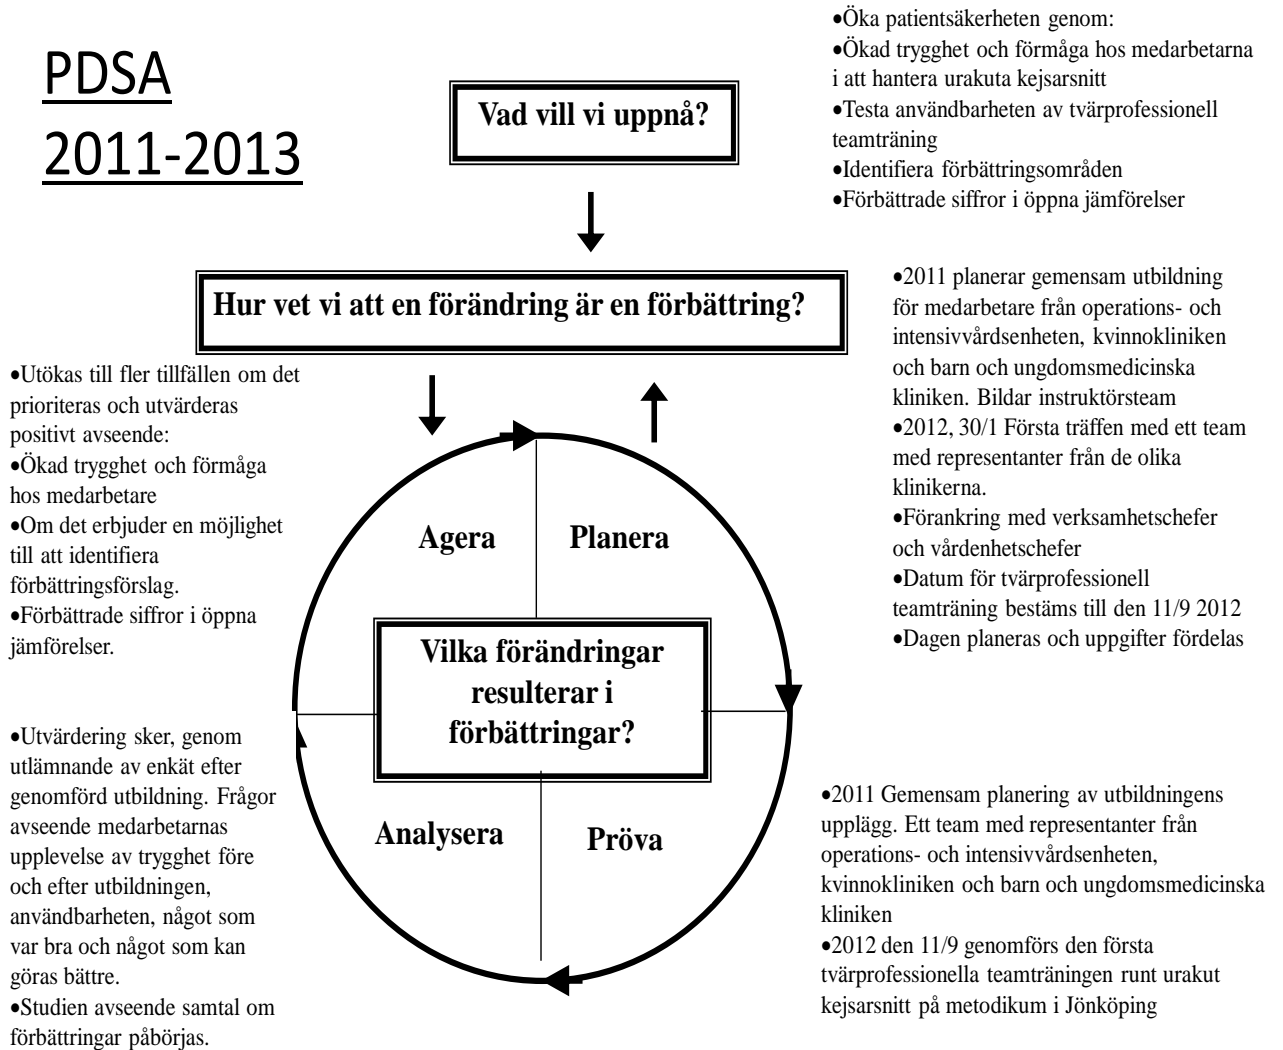 PDSA
2011-2013
Vad vill vi uppnå?
•Öka patientsäkerheten genom:
•Ökad trygghet och förmåga hos medarbetarna
i att hantera urakuta kejsarsnitt
•Testa användbarheten av tvärprofessionell
teamträning
•Identifiera förbättringsområden
•Förbättrade siffror i öppna jämförelser
Hur vet vi att en förändring är en förbättring?
•2011 planerar gemensam utbildning
för medarbetare från operations- och
intensivvårdsenheten, kvinnokliniken
och barn och ungdomsmedicinska
kliniken. Bildar instruktörsteam
•2012, 30/1 Första träffen med ett team
med representanter från de olika
klinikerna.
•Förankring med verksamhetschefer
och vårdenhetschefer
•Datum för tvärprofessionell
teamträning bestäms till den 11/9 2012
•Dagen planeras och uppgifter fördelas
•Utökas till fler tillfällen om det
prioriteras och utvärderas
positivt avseende:
•Ökad trygghet och förmåga
hos medarbetare
•Om det erbjuder en möjlighet
till att identifiera
förbättringsförslag.
•Förbättrade siffror i öppna
jämförelser.
Agera
Planera
Vilka förändringar
resulterar i
förbättringar?
Analysera
Pröva
•Utvärdering sker, genom
utlämnande av enkät efter
genomförd utbildning. Frågor
avseende medarbetarnas
upplevelse av trygghet före
och efter utbildningen,
användbarheten, något som
var bra och något som kan
göras bättre.
•Studien avseende samtal om
förbättringar påbörjas.
•2011 Gemensam planering av utbildningens
upplägg. Ett team med representanter från
operations- och intensivvårdsenheten,
kvinnokliniken och barn och ungdomsmedicinska
kliniken
•2012 den 11/9 genomförs den första
tvärprofessionella teamträningen runt urakut
kejsarsnitt på metodikum i Jönköping